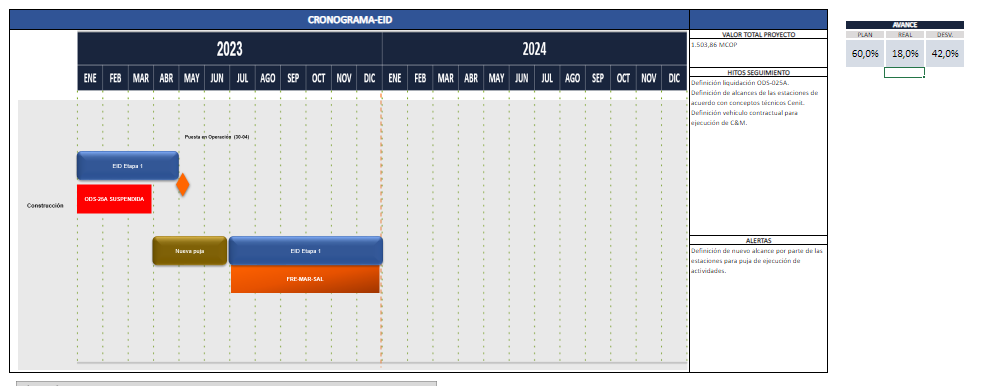 CRONOGRAMA-EID
2023
2024
ENE FEB MAR ABR MAY JUN JUL AGO SEP OCT NOV DIC ENE FEB MAR ABR MAY JUN JUL AGO SEP OCT NOV DIC
Puesta en Operación (30-04)
EID Etapa 1
ODS-25A SUSPENDIDA
Construcción
Nueva puja
EID Etapa 1
FRE-MAR-SAL
VALOR TOTAL PROYECTO
1.503,86 MCOP
HITOS SEGUIMIENTO
Definición liquidación ODS-025A.
Definición de alcances de las estaciones de
acuerdo con conceptos técnicos Cenit.
Definición vehículo contractual para
ejecución de C&M.
ALERTAS
Definición de nuevo alcance por parte de las
estaciones para puja de ejecución de
actividades.
AVANCE
PLAN REAL DESV.
60,0% 18,0% 42,0%